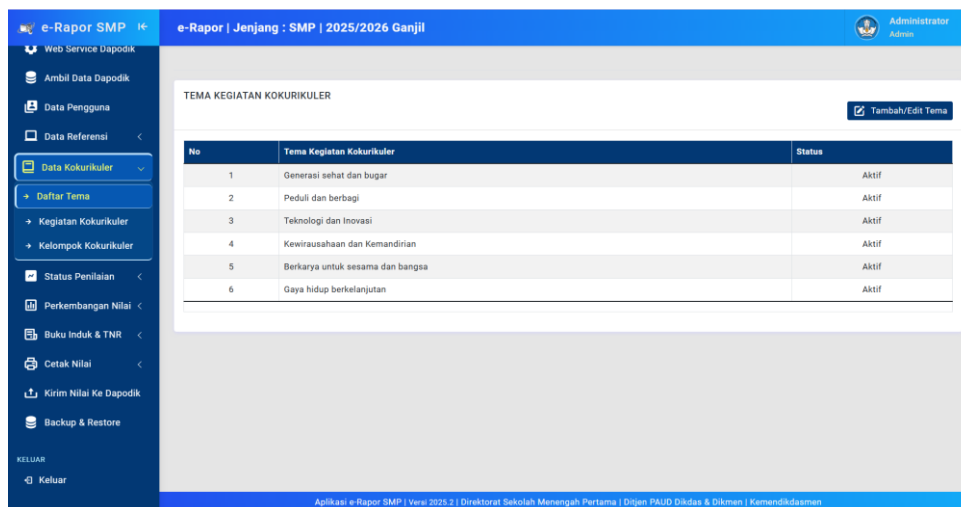 e-Rapor SMP
e-Rapor | Jenjang : SMP | 2025/2026 Ganjil
Administrator
Admin
Web Service Dapodik
Ambil Data Dapodik
Data Pengguna
Data Referensi
Data Kokurikuler
Daftar Tema
Kegiatan Kokurikuler
Kelompok Kokurikuler
Status Penilaian
Perkembangan Nilai
Buku Induk & TNR
Cetak Nilai
Kirim Nilai Ke Dapodik
Backup & Restore
KELUAR
Keluar
TEMA KEGIATAN KOKURIKULER
Tambah/Edit Tema
No Tema Kegiatan Kokurikuler Status
1 Generasi sehat dan bugar Aktif
2 Peduli dan berbagi Aktif
3 Teknologi dan Inovasi Aktif
4 Kewirausahaan dan Kemandirian Aktif
5 Berkarya untuk sesama dan bangsa Aktif
6 Gaya hidup berkelanjutan Aktif
Aplikasi e-Rapor SMP | Versi 2025.2 | Direktorat Sekolah Menengah Pertama | Ditjen PAUD Dikdas & Dikmen | Kemendikdasmen